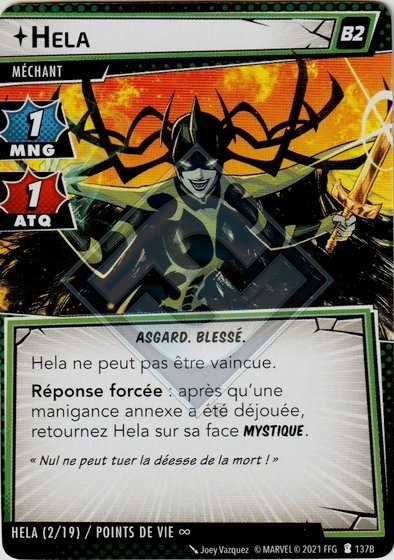 HELA
B2
MÉCHANT
1
MNG
1
ATQ
ASGARD. BLESSÉ.
Hela ne peut pas être vaincue.
Réponse forcée : après qu'une
manigance annexe a été déjouée,
retournez Hela sur sa face MYSTIQUE.
« Nul ne peut tuer la déesse de la mort ! »
HELA (2/19) / POINTS DE VIE ∞
Joey Vazquez © MARVEL © 2021 FFG 137B